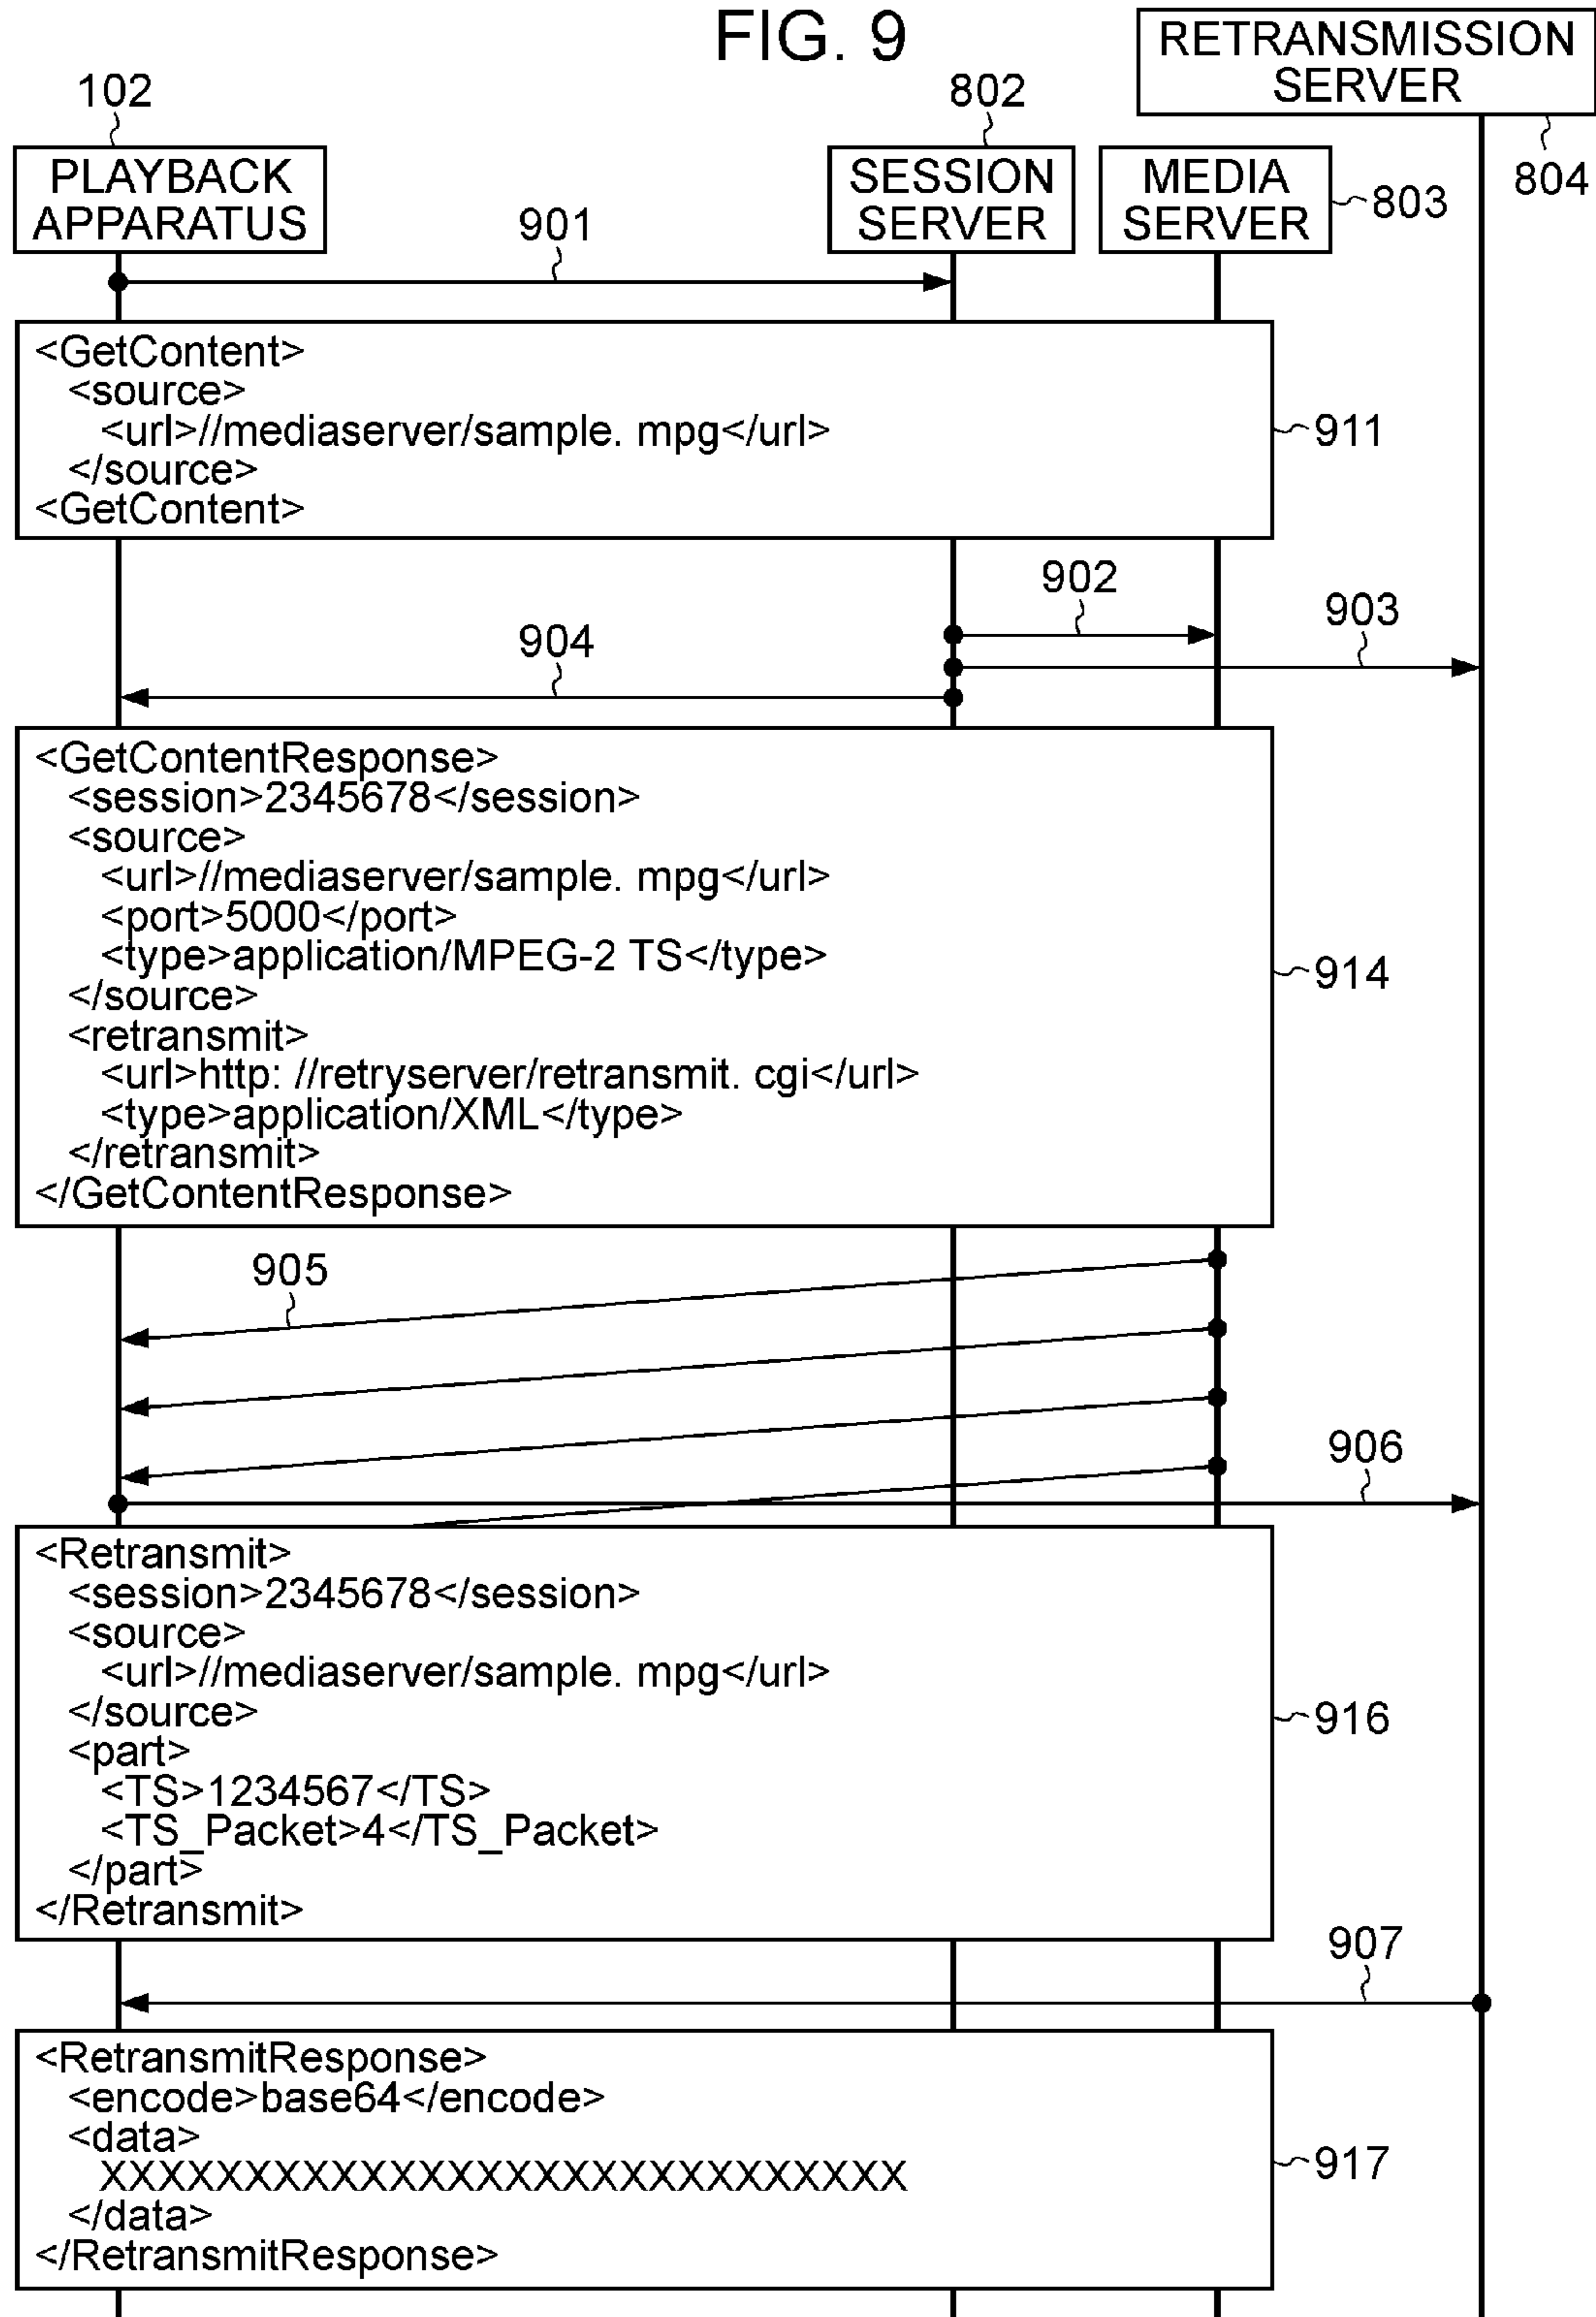 FIG. 9
RETRANSMISSION
SERVER
804
102
PLAYBACK
APPARATUS
802
SESSION
SERVER
MEDIA
SERVER
803
901
<GetContent>
<source>
<url>//mediaserver/sample. mpg</url>
</source>
<GetContent>
911
902
903
904
<GetContentResponse>
<session>2345678</session>
<source>
<url>//mediaserver/sample. mpg</url>
<port>5000</port>
<type>application/MPEG-2 TS</type>
</source>
<retransmit>
<url>http: //retryserver/retransmit. cgi</url>
<type>application/XML</type>
</retransmit>
</GetContentResponse>
914
905
906
<Retransmit>
<session>2345678</session>
<source>
<url>//mediaserver/sample. mpg</url>
</source>
<part>
<TS>1234567</TS>
<TS_Packet>4</TS_Packet>
</part>
</Retransmit>
916
907
<RetransmitResponse>
<encode>base64</encode>
<data>
XXXXXXXXXXXXXXXXXXXXXXXXXXXX
</data>
</RetransmitResponse>
917